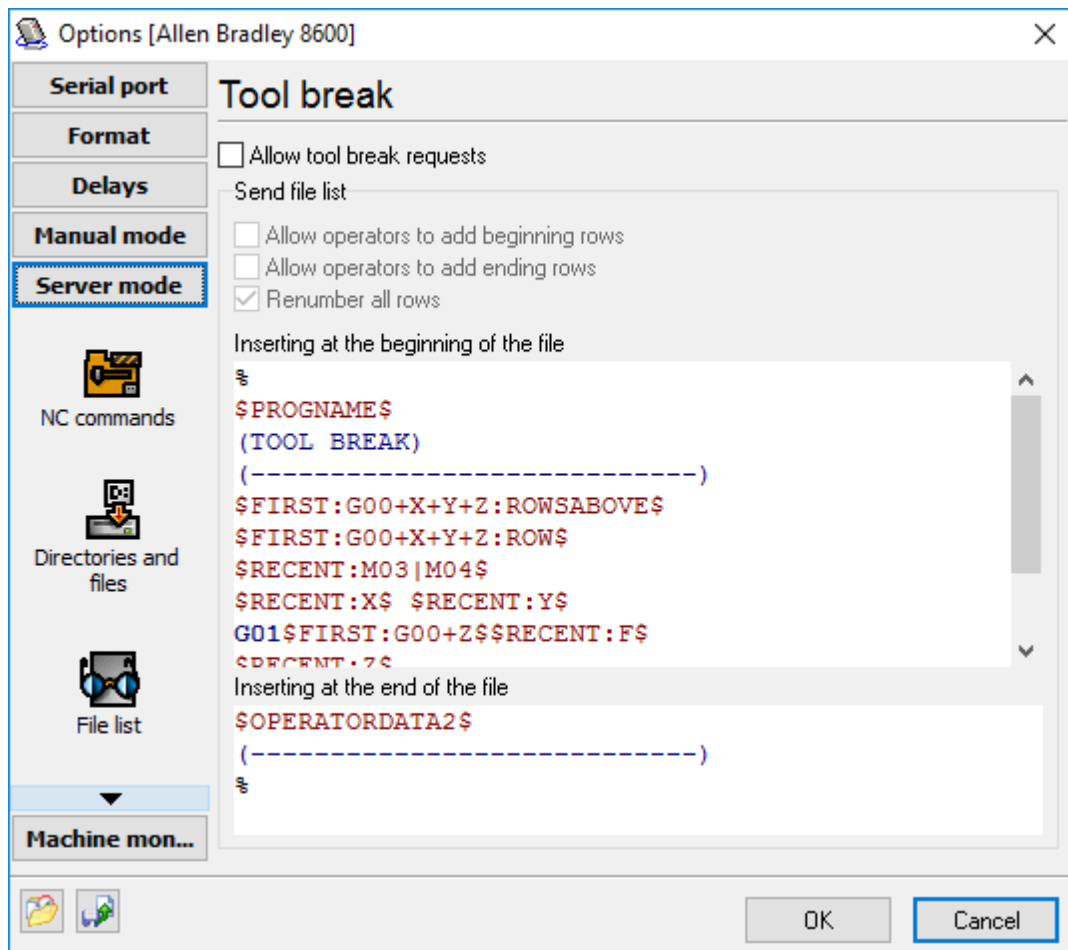 Options [Allen Bradley 8600]
Serial port
Format
Delays
Manual mode
Server mode
NC commands
Directories and
files
File list
Machine mon...
Tool break
Allow tool break requests
Send file list
Allow operators to add beginning rows
Allow operators to add ending rows
Renumber all rows
Inserting at the beginning of the file
%
$PROGNAME$
(TOOL BREAK)
(----------------------------)
$FIRST:G00+X+Y+Z:ROWSABOVE$
$FIRST:G00+X+Y+Z:ROW$
$RECENT:M03|M04$
$RECENT:X$ $RECENT:Y$
G01$FIRST:G00+Z$$RECENT:F$
$RECENT:Z$
Inserting at the end of the file
$OPERATORDATA2$
(----------------------------)
%
OK
Cancel